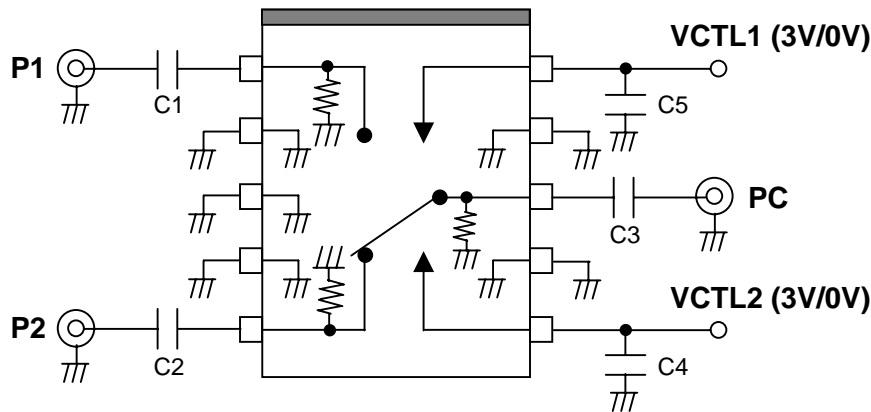 VCTL1 (3V/0V)
P1
C1
C5
PC
C3
VCTL2 (3V/0V)
P2
C2
C4